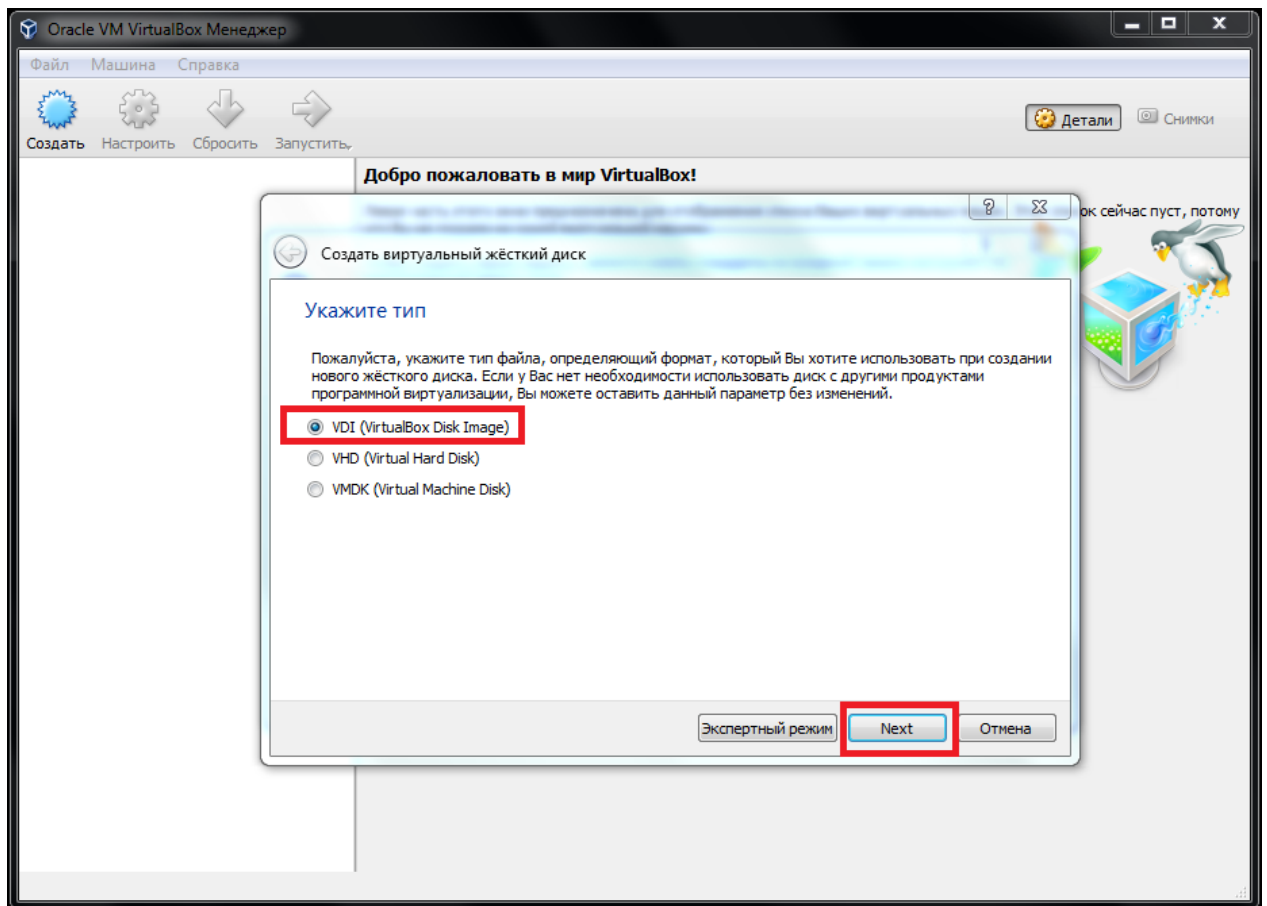 Oracle VM VirtualBox Менеджер
Файл Машина Справка
Создать Настроить Сбросить Запустить
Детали Снимки
Добро пожаловать в мир VirtualBox!
ок сейчас пуст, потому
Создать виртуальный жёсткий диск
Укажите тип
Пожалуйста, укажите тип файла, определяющий формат, который Вы хотите использовать при создании
нового жёсткого диска. Если у Вас нет необходимости использовать диск с другими продуктами
программной виртуализации, Вы можете оставить данный параметр без изменений.
VDI (VirtualBox Disk Image)
VHD (Virtual Hard Disk)
VMDK (Virtual Machine Disk)
Экспертный режим Next Отмена